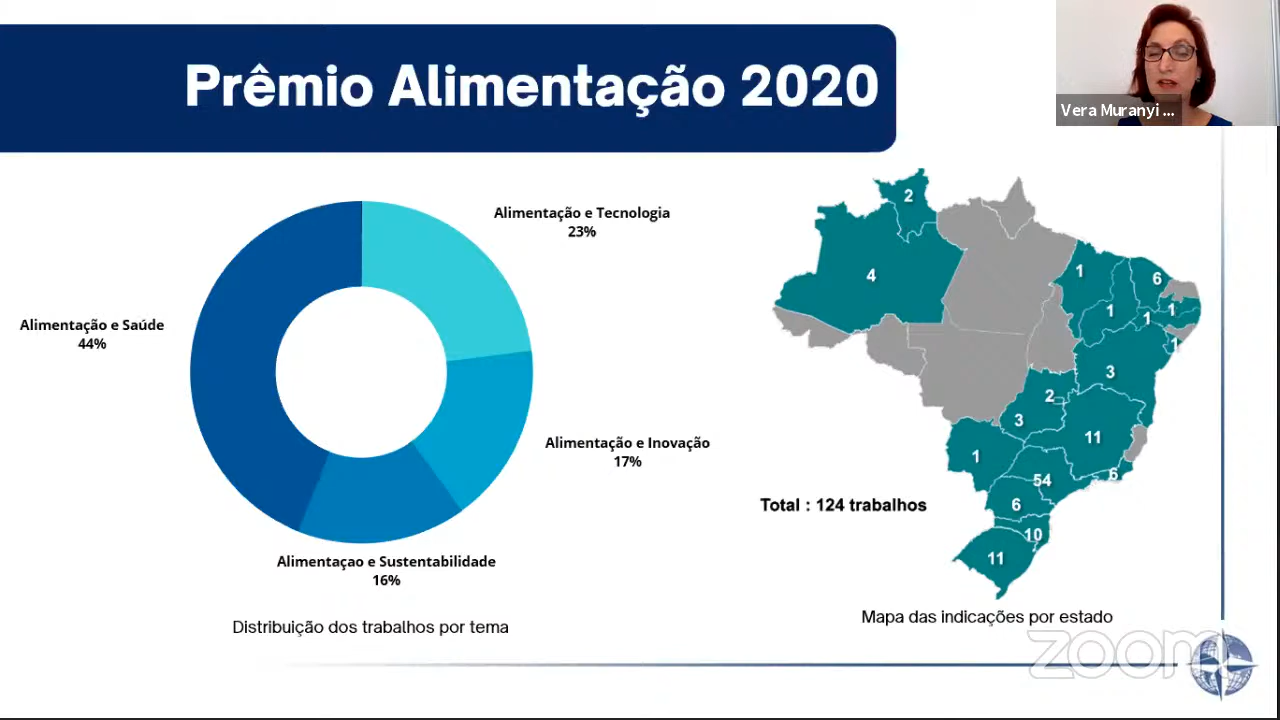 Prêmio Alimentação 2020
Vera Muranyi ...
Alimentação e Tecnologia
23%
Alimentação e Saúde
44%
Alimentação e Inovação
17%
Alimentaçao e Sustentabilidade
16%
Distribuição dos trabalhos por tema
2
4
1
6
1
1
1
1
3
2
3
11
1
54
6
6
10
11
Total : 124 trabalhos
Mapa das indicações por estado
zoom